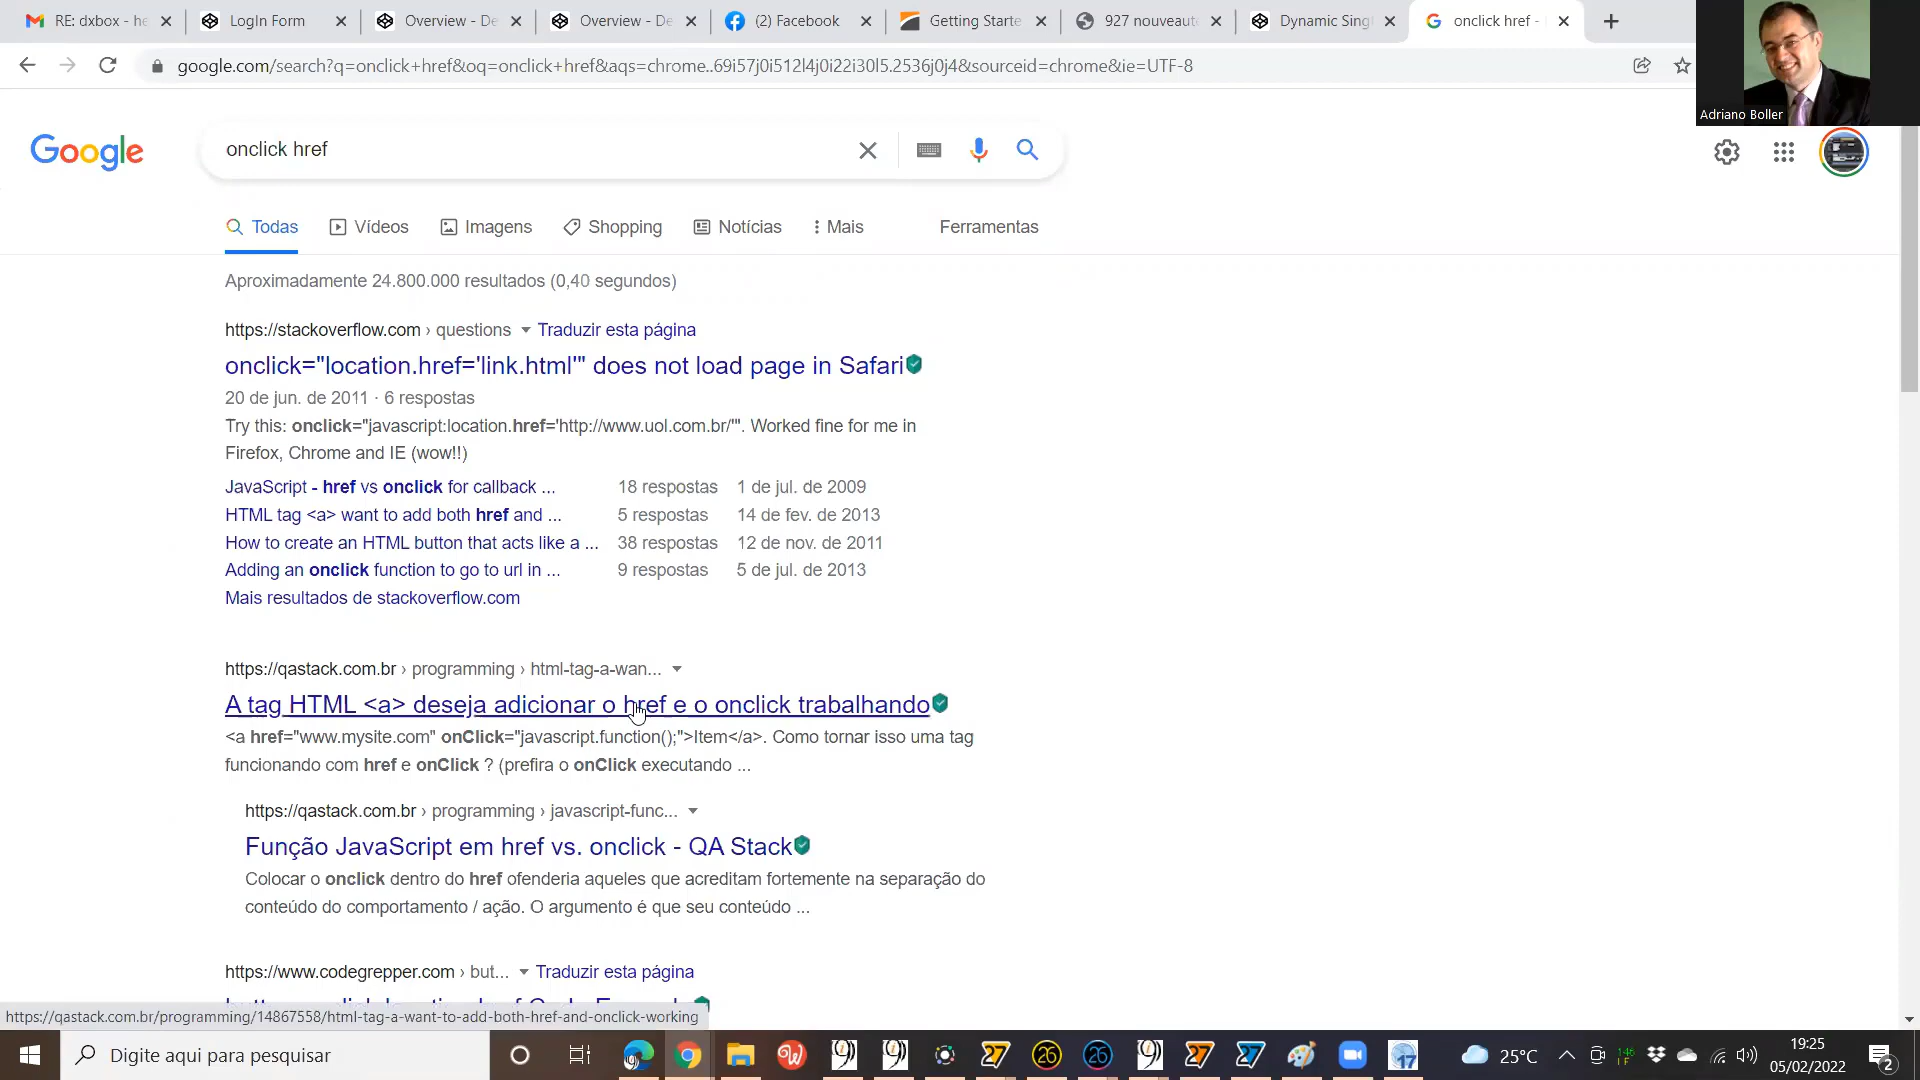 RE: dxbox - he
LogIn Form
Overview - De
Overview - De
(2) Facebook
Getting Starte
927 nouveaute
Dynamic Sing
onclick href -
google.com/search?q=onclick+href&oq=onclick+href&aqs=chrome..69i57j0i512l4j0i22i30l5.2536j0j4&sourceid=chrome&ie=UTF-8
Adriano Boller
Google
onclick href
Todas Vídeos Imagens Shopping Notícias Mais Ferramentas
Aproximadamente 24.800.000 resultados (0,40 segundos)
https://stackoverflow.com › questions Traduzir esta página
onclick="location.href='link.html'" does not load page in Safari
20 de jun. de 2011 · 6 respostas
Try this: onclick="javascript:location.href='http://www.uol.com.br/'". Worked fine for me in
Firefox, Chrome and IE (wow!!)
JavaScript - href vs onclick for callback ... 18 respostas 1 de jul. de 2009
HTML tag <a> want to add both href and ... 5 respostas 14 de fev. de 2013
How to create an HTML button that acts like a ... 38 respostas 12 de nov. de 2011
Adding an onclick function to go to url in ... 9 respostas 5 de jul. de 2013
Mais resultados de stackoverflow.com
https://qastack.com.br › programming › html-tag-a-wan...
A tag HTML <a> deseja adicionar o href e o onclick trabalhando
<a href="www.mysite.com" onClick="javascript.function();">Item</a>. Como tornar isso uma tag
funcionando com href e onClick ? (prefira o onClick executando ...
https://qastack.com.br › programming › javascript-func...
Função JavaScript em href vs. onclick - QA Stack
Colocar o onclick dentro do href ofenderia aqueles que acreditam fortemente na separação do
conteúdo do comportamento / ação. O argumento é que seu conteúdo ...
https://www.codegrepper.com › but... Traduzir esta página
https://qastack.com.br/programming/14867558/html-tag-a-want-to-add-both-href-and-onclick-working
Digite aqui para pesquisar
25°C
19:25
05/02/2022
2